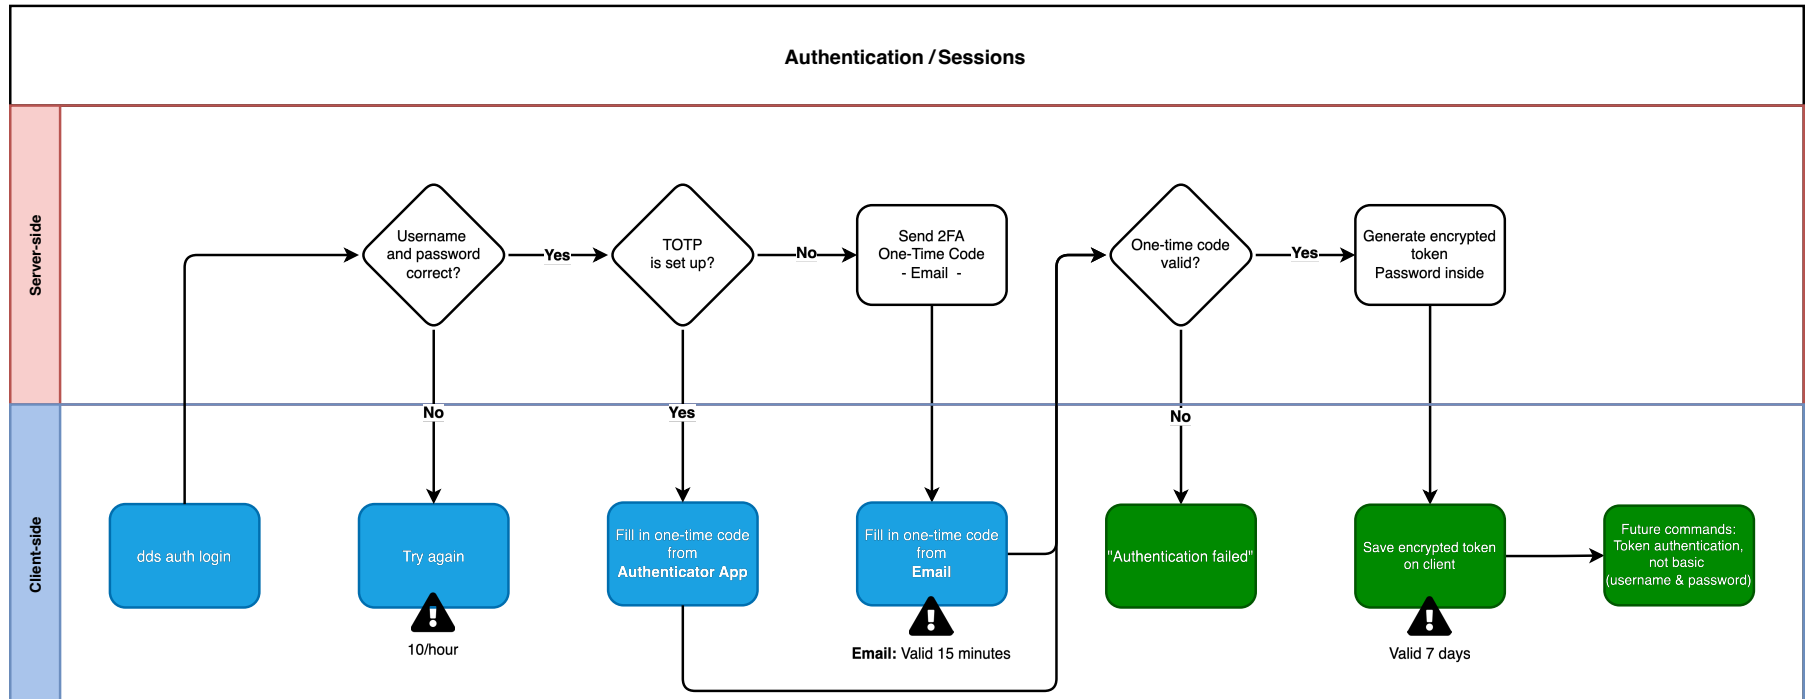 Authentication / Sessions
Server-side
Username
and password
correct?
Yes
TOTP
is set up?
No
Send 2FA
One-Time Code
- Email -
One-time code
valid?
Yes
Generate encrypted
token
Password inside
No
Yes
No
Client-side
dds auth login
Try again
10/hour
Fill in one-time code
from
Authenticator App
Fill in one-time code
from
Email
Email: Valid 15 minutes
"Authentication failed"
Save encrypted token
on client
Valid 7 days
Future commands:
Token authentication,
not basic
(username & password)